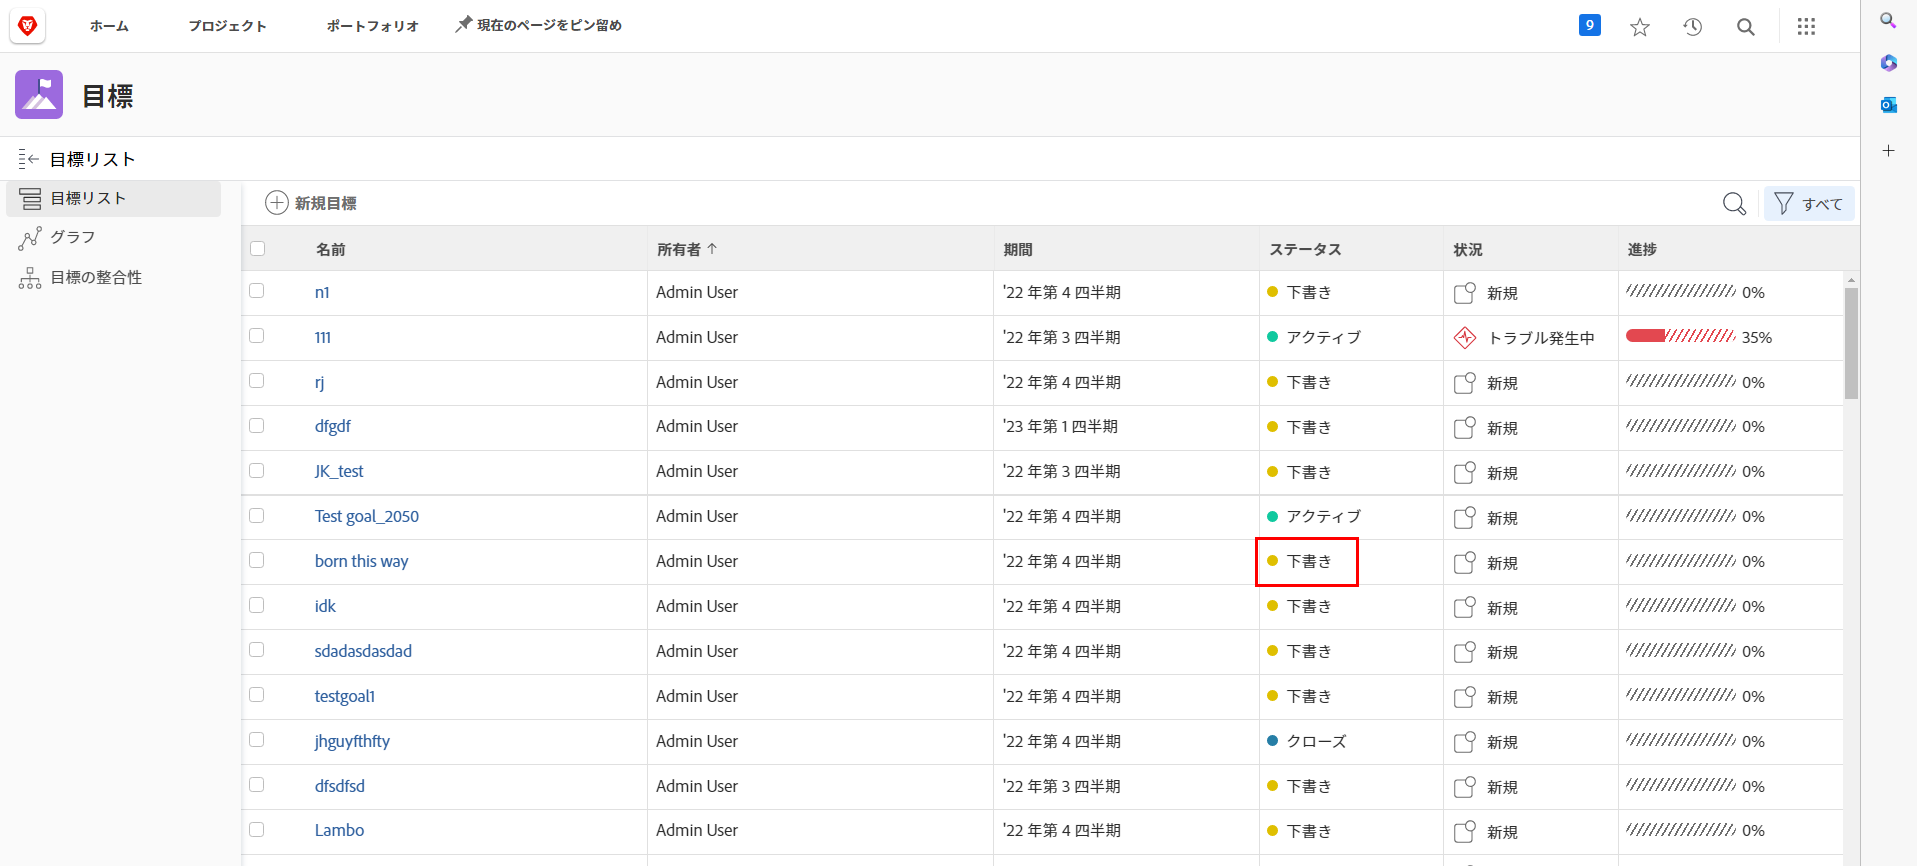 ホーム プロジェクト ポートフォリオ 現在のページをピン留め 9
目標
目標リスト
目標リスト
グラフ
目標の整合性
新規目標 すべて
名前 所有者 期間 ステータス 状況 進捗
n1 Admin User '22 年第 4 四半期 下書き 新規 0%
111 Admin User '22 年第 3 四半期 アクティブ トラブル発生中 35%
rj Admin User '22 年第 4 四半期 下書き 新規 0%
dfgdf Admin User '23 年第 1 四半期 下書き 新規 0%
JK_test Admin User '22 年第 3 四半期 下書き 新規 0%
Test goal_2050 Admin User '22 年第 4 四半期 アクティブ 新規 0%
born this way Admin User '22 年第 4 四半期 下書き 新規 0%
idk Admin User '22 年第 4 四半期 下書き 新規 0%
sdadasdasdad Admin User '22 年第 4 四半期 下書き 新規 0%
testgoal1 Admin User '22 年第 4 四半期 下書き 新規 0%
jhguyfthfty Admin User '22 年第 4 四半期 クローズ 新規 0%
dfsdfsd Admin User '22 年第 3 四半期 下書き 新規 0%
Lambo Admin User '22 年第 4 四半期 下書き 新規 0%